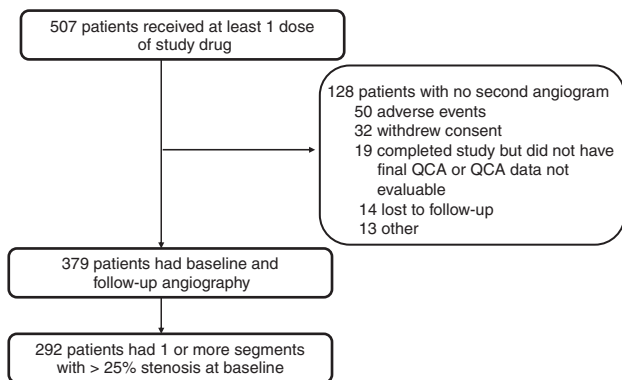 507 patients received at least 1 dose
of study drug
128 patients with no second angiogram
50 adverse events
32 withdrew consent
19 completed study but did not have
final QCA or QCA data not
evaluable
14 lost to follow-up
13 other
379 patients had baseline and
follow-up angiography
292 patients had 1 or more segments
with > 25% stenosis at baseline